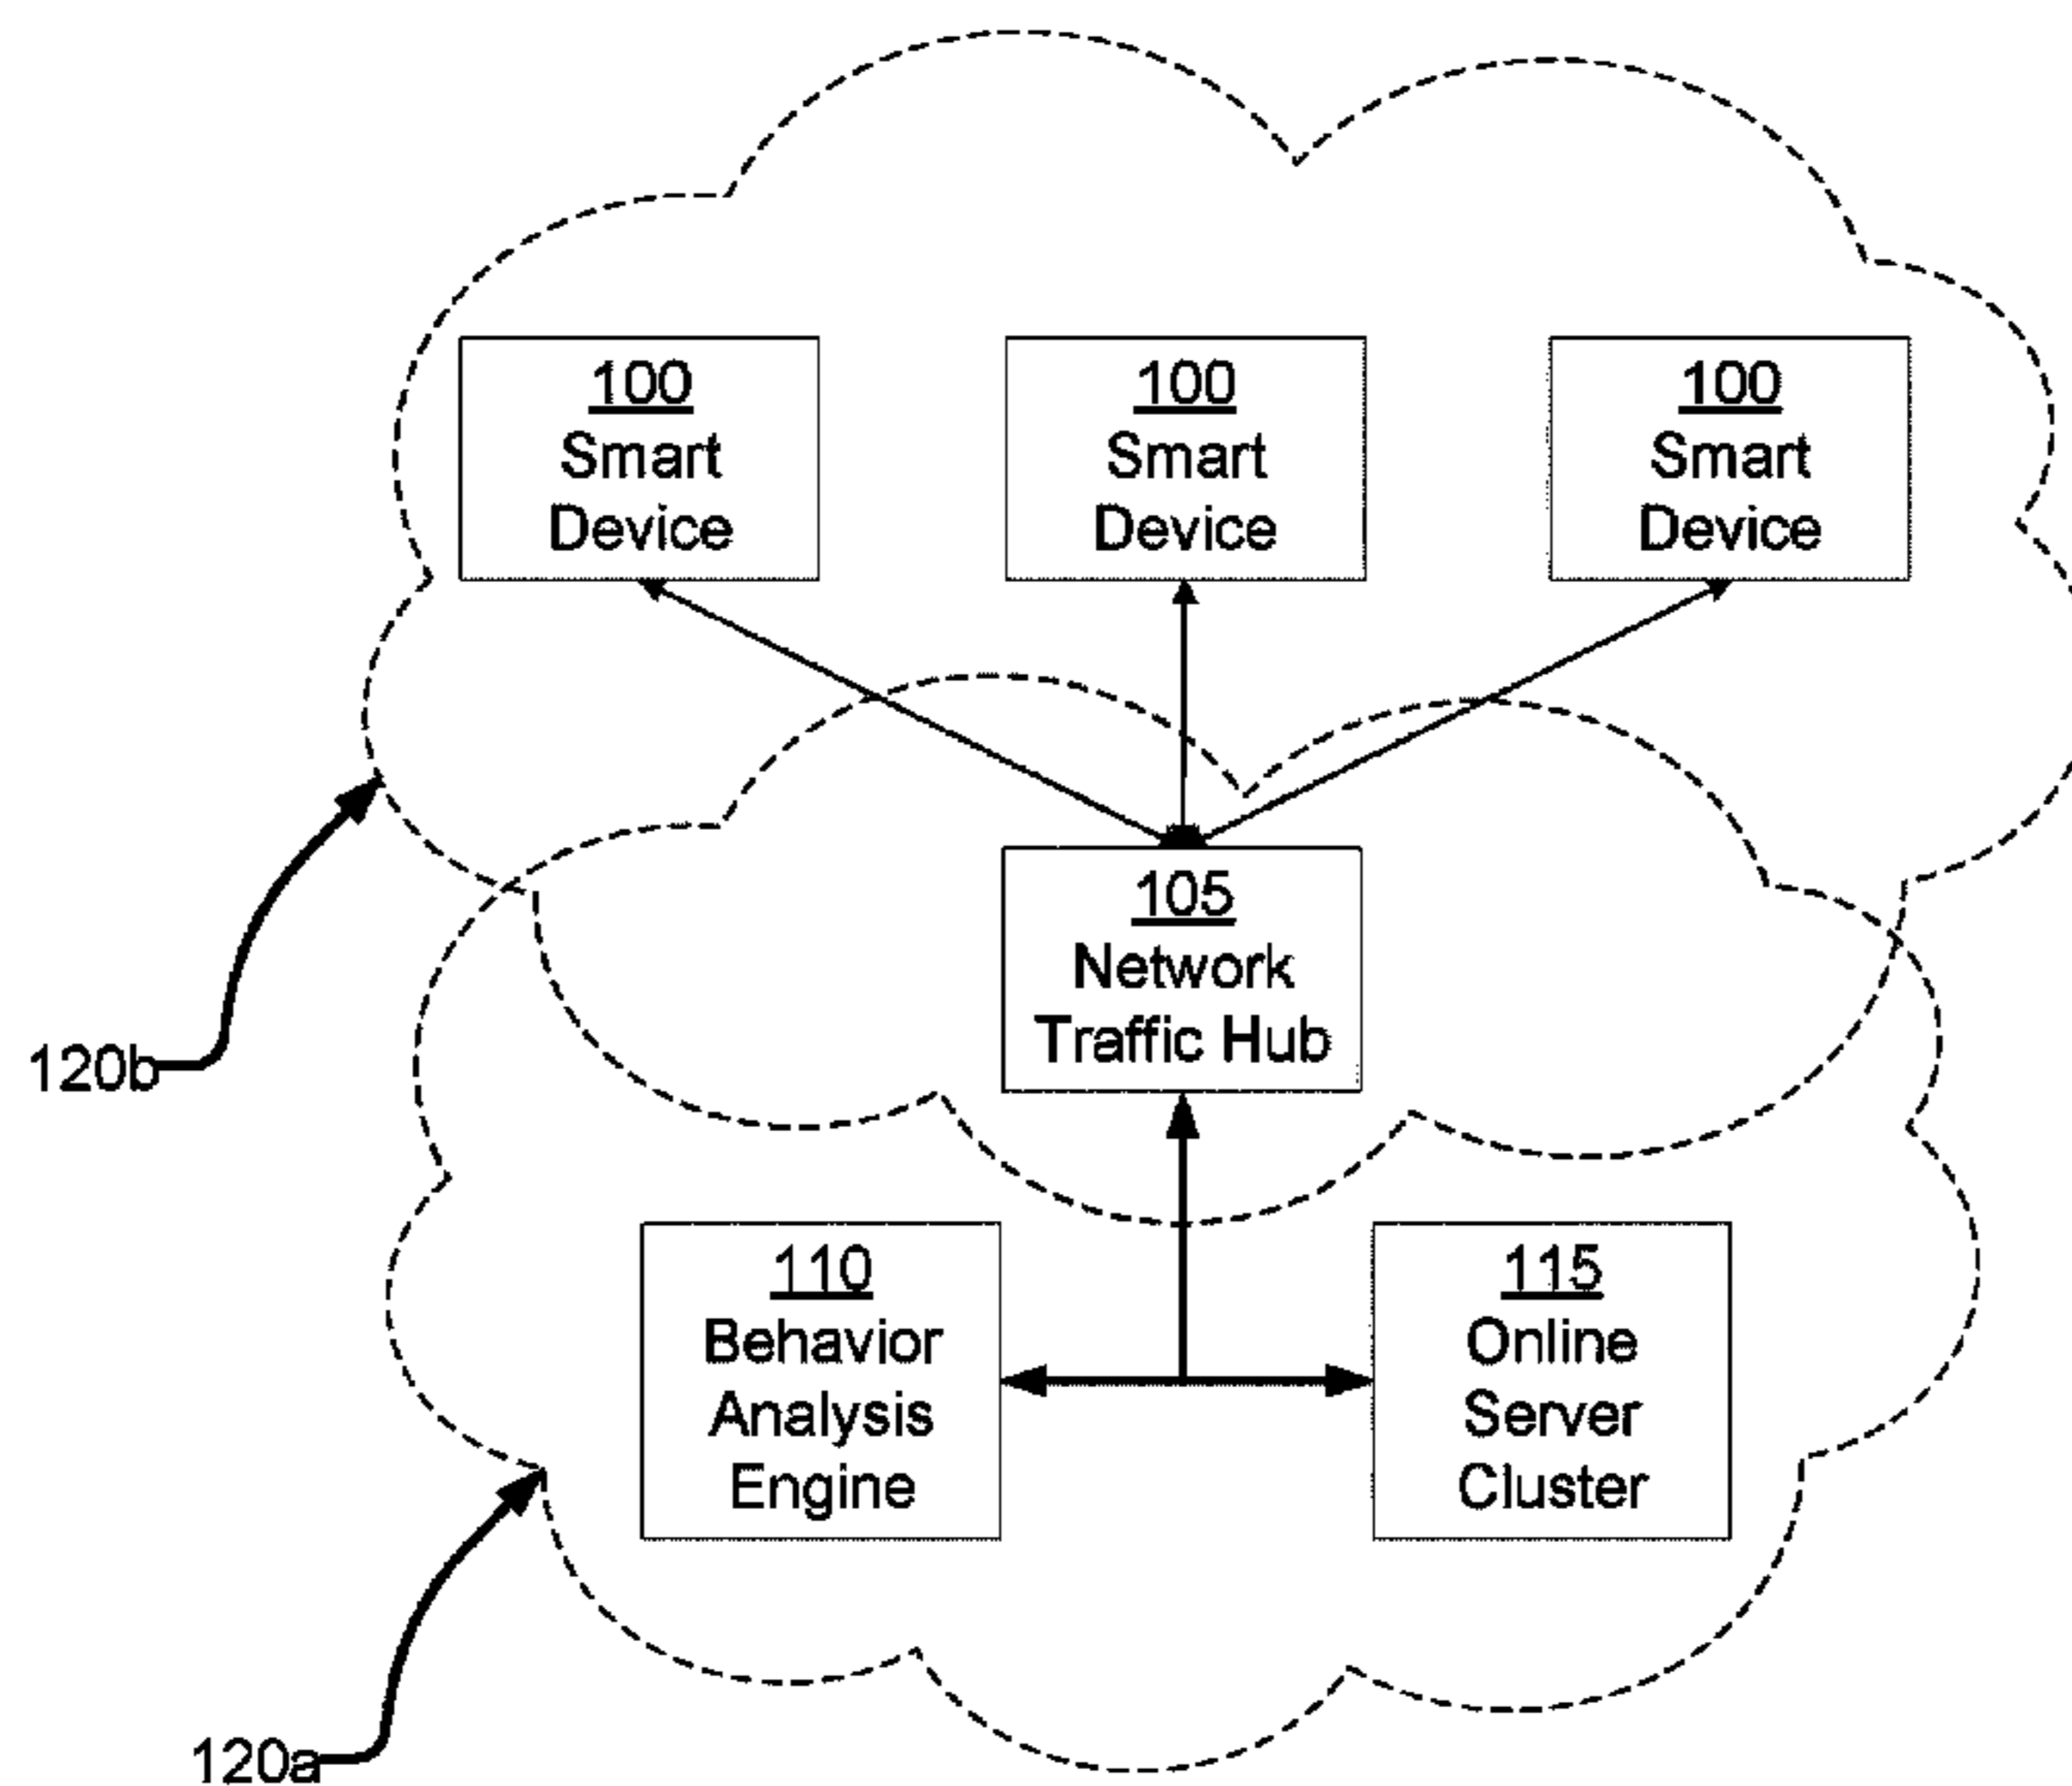 100
Smart
Device
100
Smart
Device
100
Smart
Device
105
Network
Traffic Hub
120b
110
Behavior
Analysis
Engine
115
Online
Server
Cluster
120a